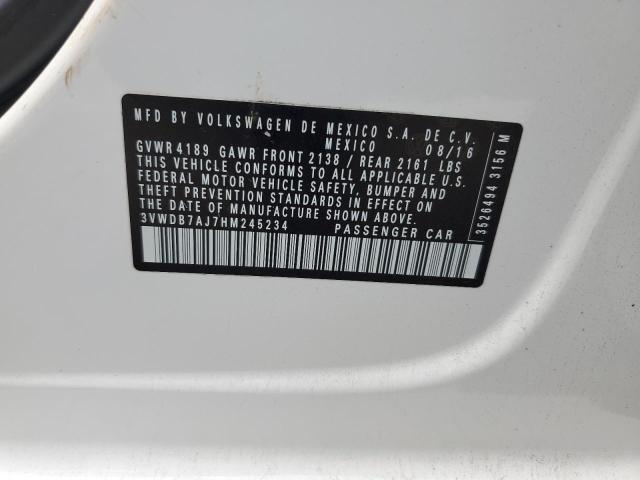 MFD BY VOLKSWAGEN DE MEXICO S.A. DE C.V.
MEXICO 08/16
GVWR 4189 GAWR FRONT 2138 / REAR 2161 LBS
THIS VEHICLE CONFORMS TO ALL APPLICABLE U.S.
FEDERAL MOTOR VEHICLE SAFETY, BUMPER AND
THEFT PREVENTION STANDARDS IN EFFECT ON
THE DATE OF MANUFACTURE SHOWN ABOVE.
3VWDB7AJ7HM245234 PASSENGER CAR
3526494 3156 M